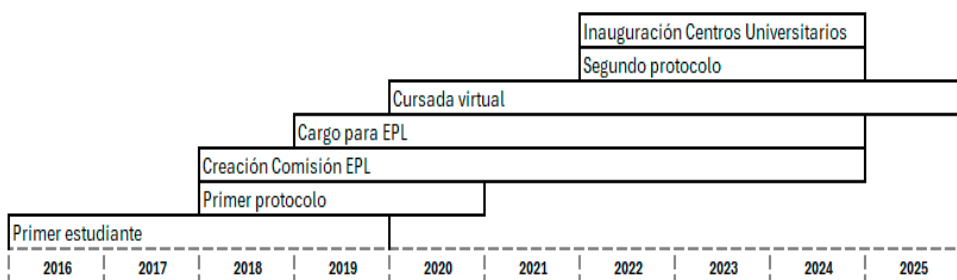 Inauguración Centros Universitarios
Segundo protocolo
Cursada virtual
Cargo para EPL
Creación Comisión EPL
Primer protocolo
Primer estudiante
2016 2017 2018 2019 2020 2021 2022 2023 2024 2025